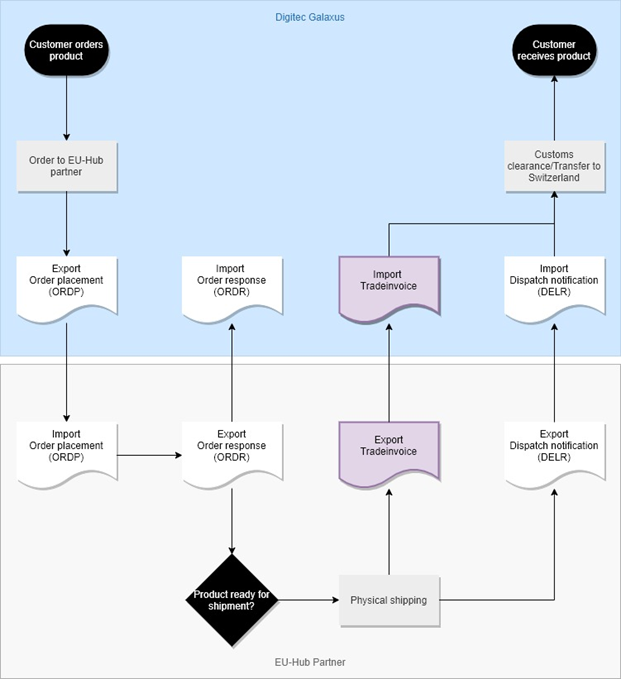 Digitec Galaxus
Customer orders
product
Customer
receives product
Order to EU-Hub
partner
Customs
clearance/Transfer to
Switzerland
Export
Order placement
(ORDP)
Import
Order response
(ORDR)
Import
Tradeinvoice
Import
Dispatch notification
(DELR)
Import
Order placement
(ORDP)
Export
Order response
(ORDR)
Export
Tradeinvoice
Export
Dispatch notification
(DELR)
Product ready for
shipment?
Physical shipping
EU-Hub Partner